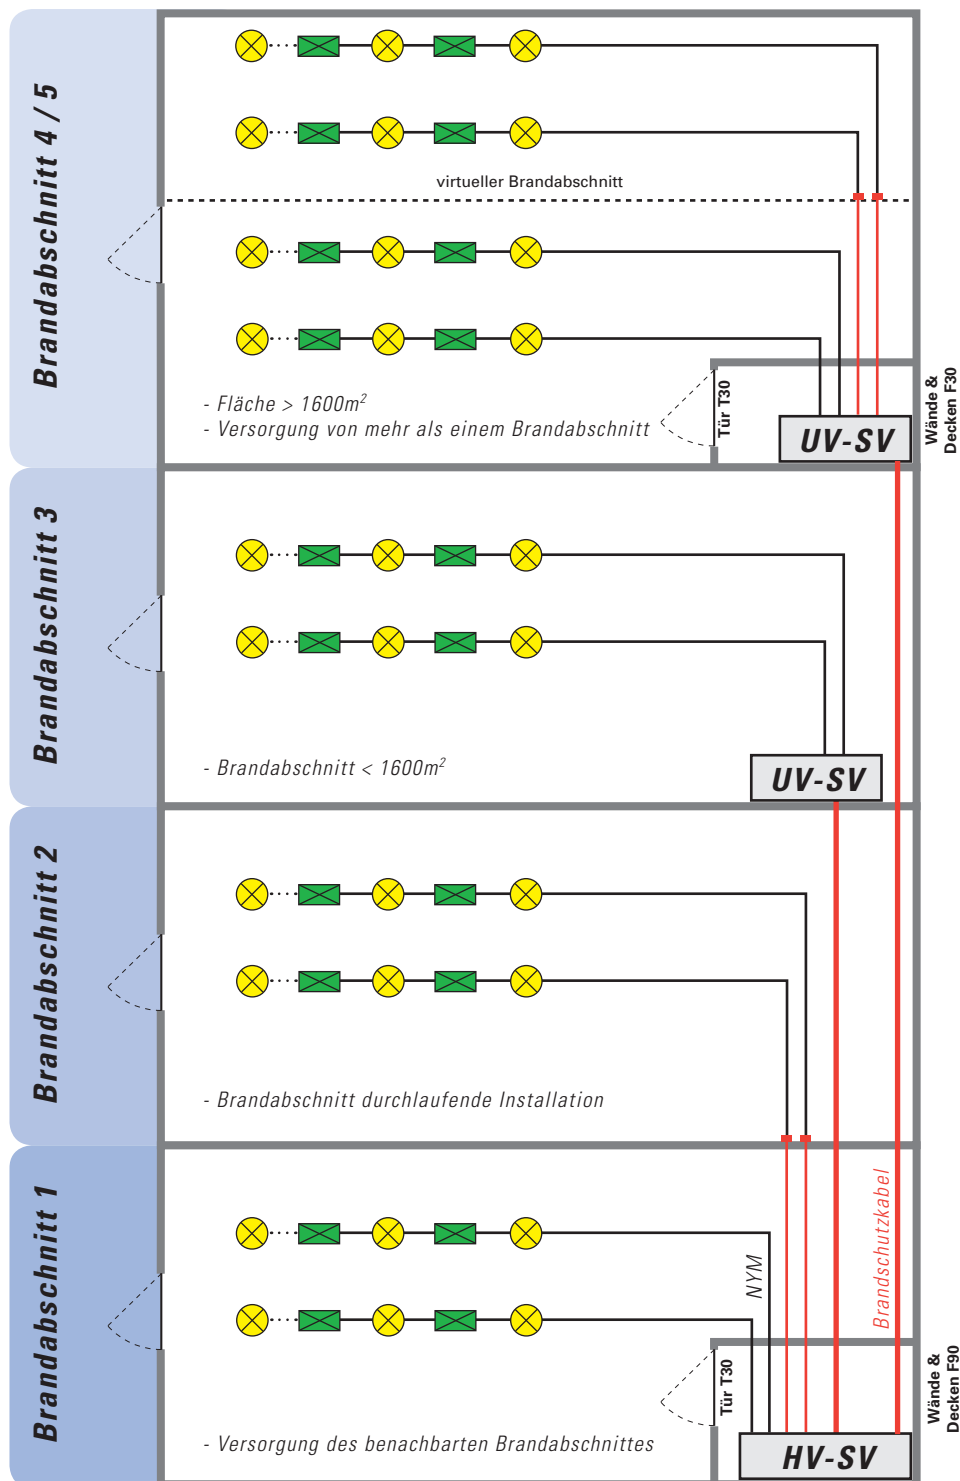 Brandabschnitt 4 / 5
virtueller Brandabschnitt
- Fläche > 1600m²
- Versorgung von mehr als einem Brandabschnitt
Tür T30
UV-SV
Wände &
Decken F30
Brandabschnitt 3
- Brandabschnitt < 1600m²
UV-SV
Brandabschnitt 2
- Brandabschnitt durchlaufende Installation
Brandabschnitt 1
NYM
Brandschutzkabel
- Versorgung des benachbarten Brandabschnittes
Tür T30
HV-SV
Wände &
Decken F90